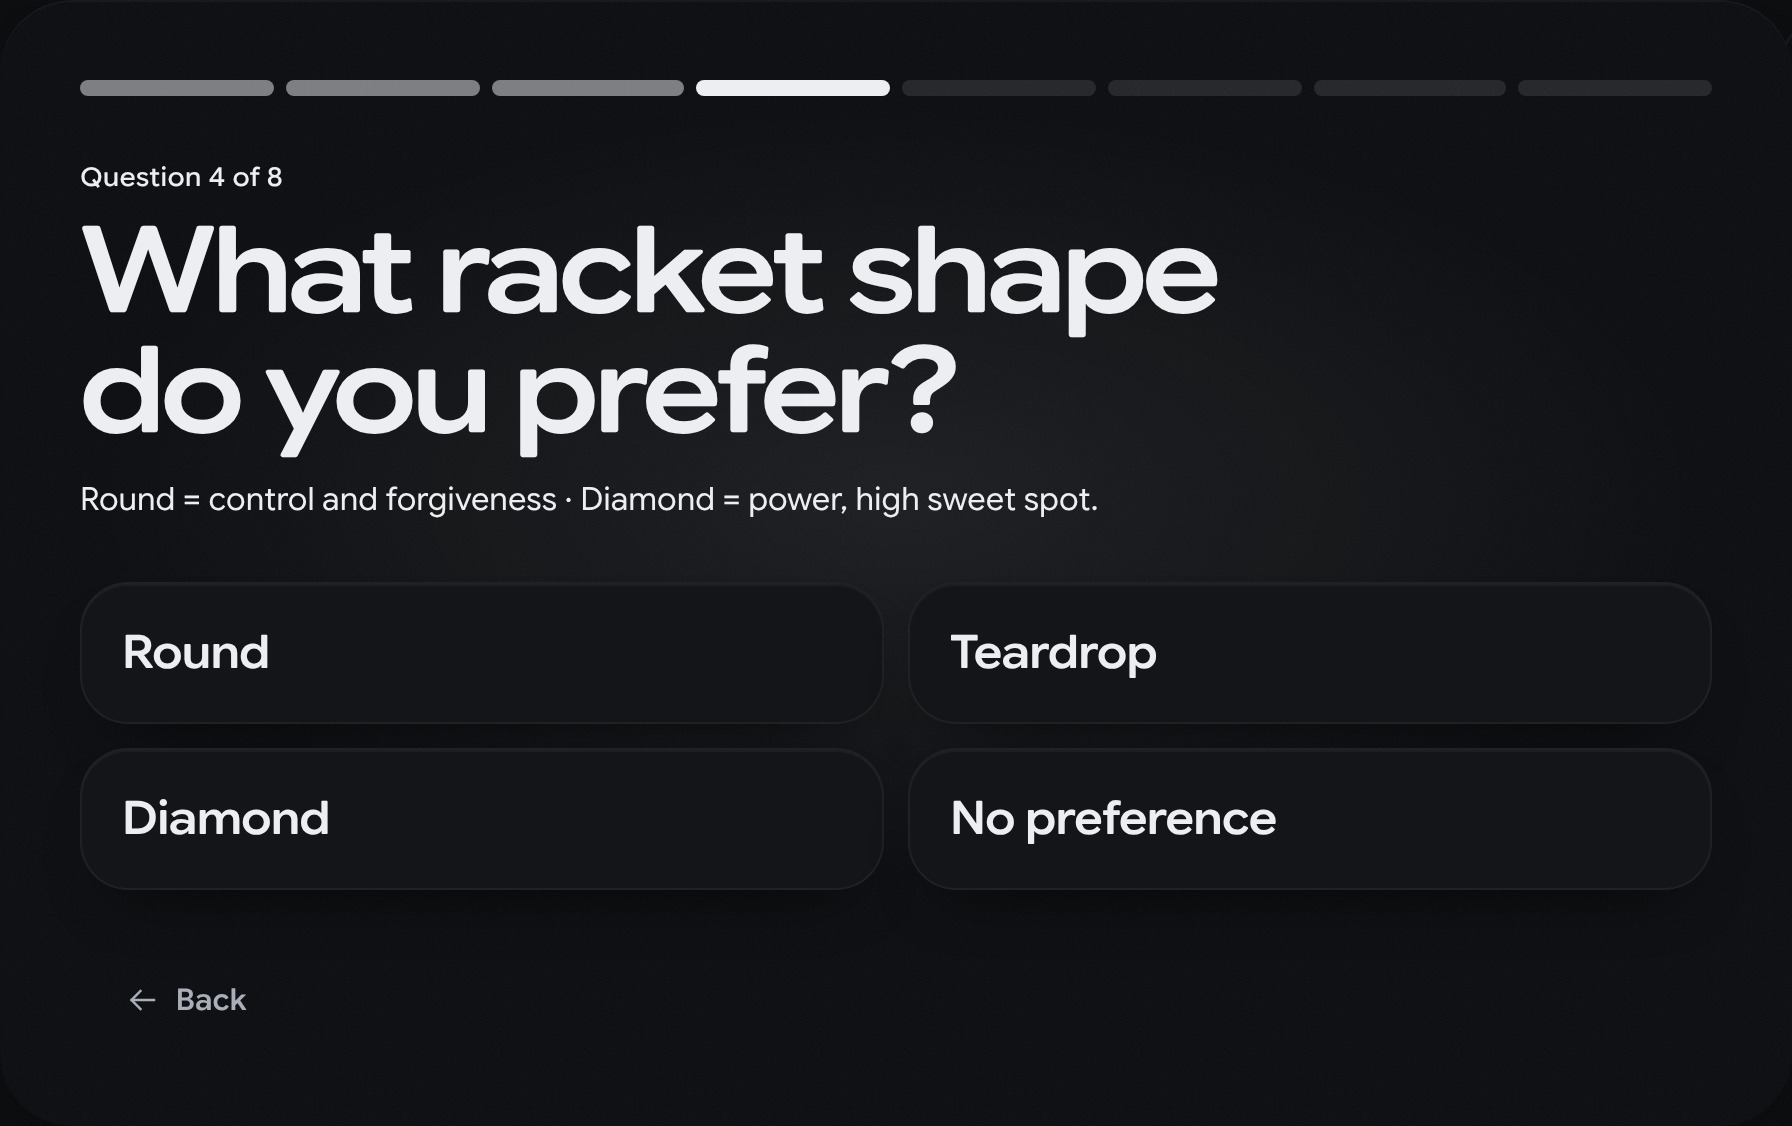 Question 4 of 8
What racket shape
do you prefer?
Round = control and forgiveness · Diamond = power, high sweet spot.
Round
Teardrop
Diamond
No preference
← Back